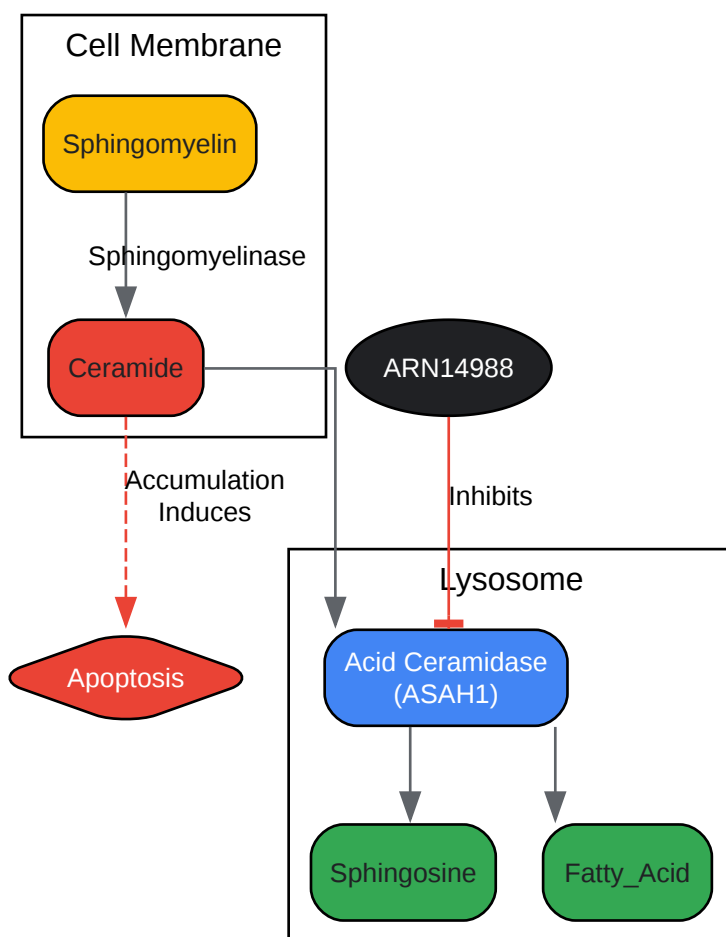 Cell Membrane
Sphingomyelin
Sphingomyelinase
Ceramide
ARN14988
Accumulation
Induces
Inhibits
Lysosome
Apoptosis
Acid Ceramidase
(ASAH1)
Sphingosine
Fatty_Acid